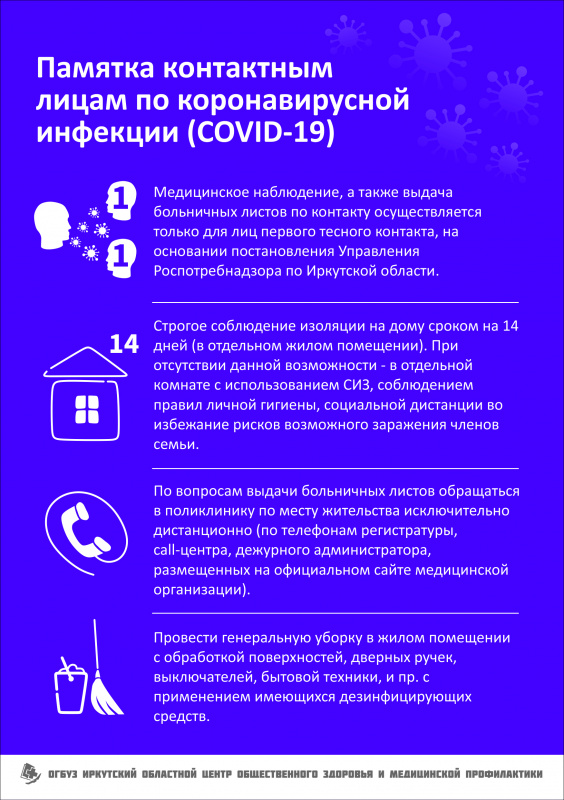 Памятка контактным
лицам по коронавирусной
инфекции (COVID-19)
1
1
Медицинское наблюдение, а также выдача
больничных листов по контакту осуществляется
только для лиц первого тесного контакта, на
основании постановления Управления
Роспотребнадзора по Иркутской области.
14
Строгое соблюдение изоляции на дому сроком на 14
дней (в отдельном жилом помещении). При
отсутствии данной возможности - в отдельной
комнате с использованием СИЗ, соблюдением
правил личной гигиены, социальной дистанции во
избежание рисков возможного заражения членов
семьи.
По вопросам выдачи больничных листов обращаться
в поликлинику по месту жительства исключительно
дистанционно (по телефонам регистратуры,
call-центра, дежурного администратора,
размещенных на официальном сайте медицинской
организации).
Провести генеральную уборку в жилом помещении
с обработкой поверхностей, дверных ручек,
выключателей, бытовой техники, и пр. с
применением имеющихся дезинфицирующих
средств.
ОГБУЗ ИРКУТСКИЙ ОБЛАСТНОЙ ЦЕНТР ОБЩЕСТВЕННОГО ЗДОРОВЬЯ И МЕДИЦИНСКОЙ ПРОФИЛАКТИКИ